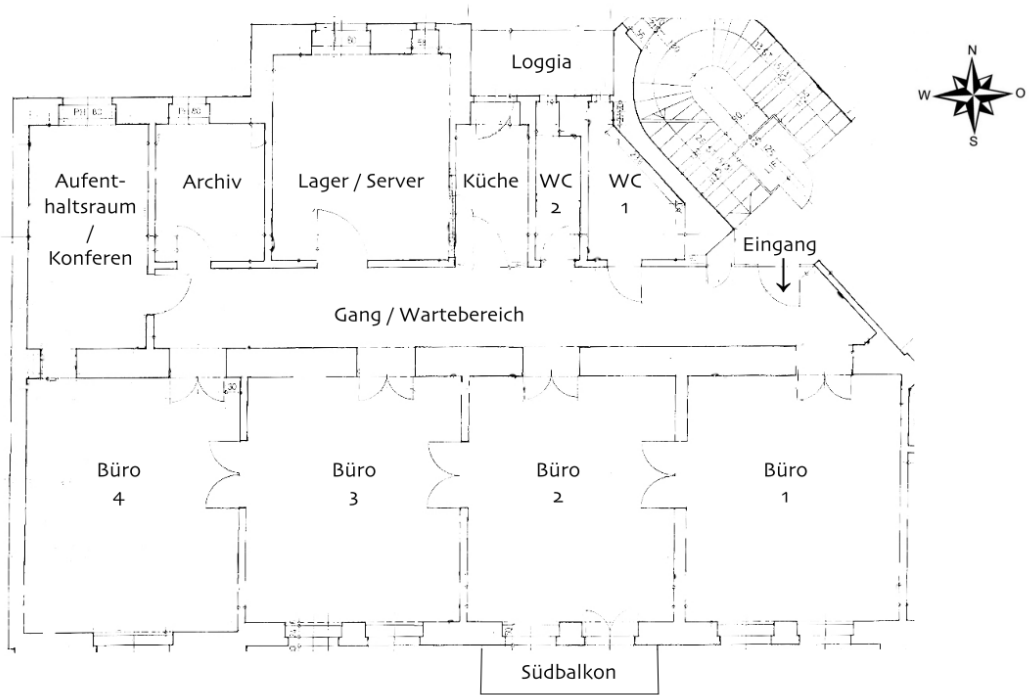 Loggia
N
W O
S
Aufent-
haltsraum
/
Konferen
Archiv
Lager / Server
Küche
WC
2
WC
1
Eingang
Gang / Wartebereich
Büro
4
Büro
3
Büro
2
Büro
1
Südbalkon